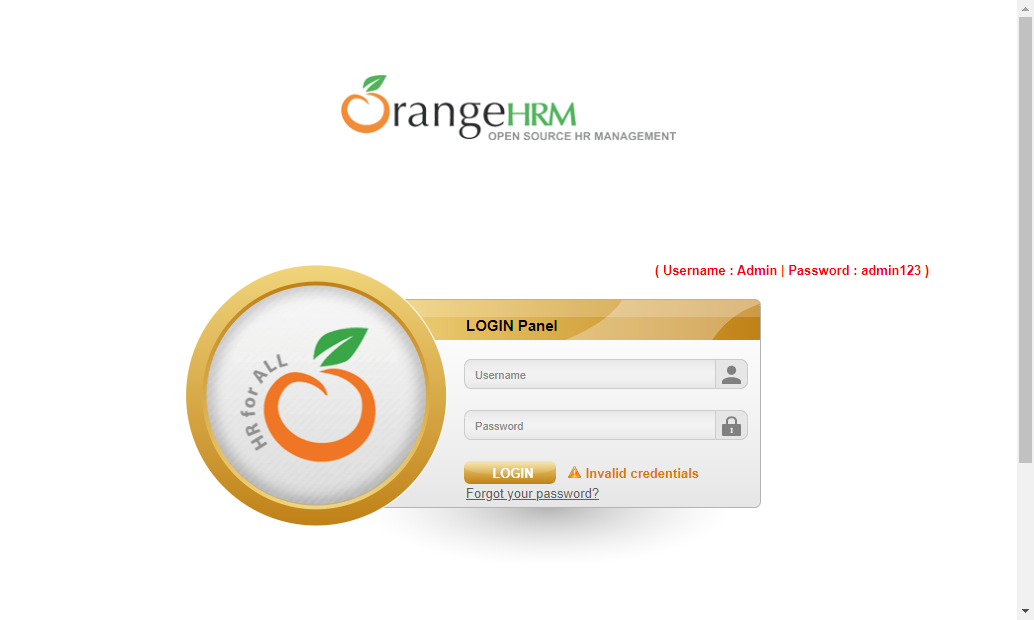 OrangeHRM
OPEN SOURCE HR MANAGEMENT
( Username : Admin | Password : admin123 )
HR for ALL
LOGIN Panel
Username
Password
LOGIN
Invalid credentials
Forgot your password?